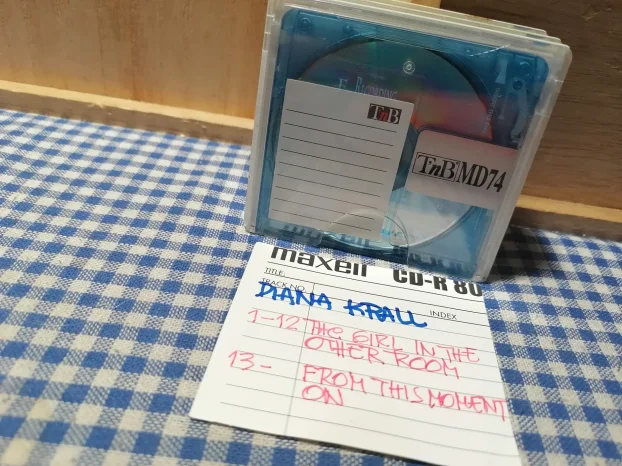 RECORDING
TnB
TnB MD74
maxell CD-R 80
TITLE
TRACK NO. INDEX
DIANA KRALL
1-12 THE GIRL IN THE
OTHER ROOM
13- FROM THIS MOMENT
ON